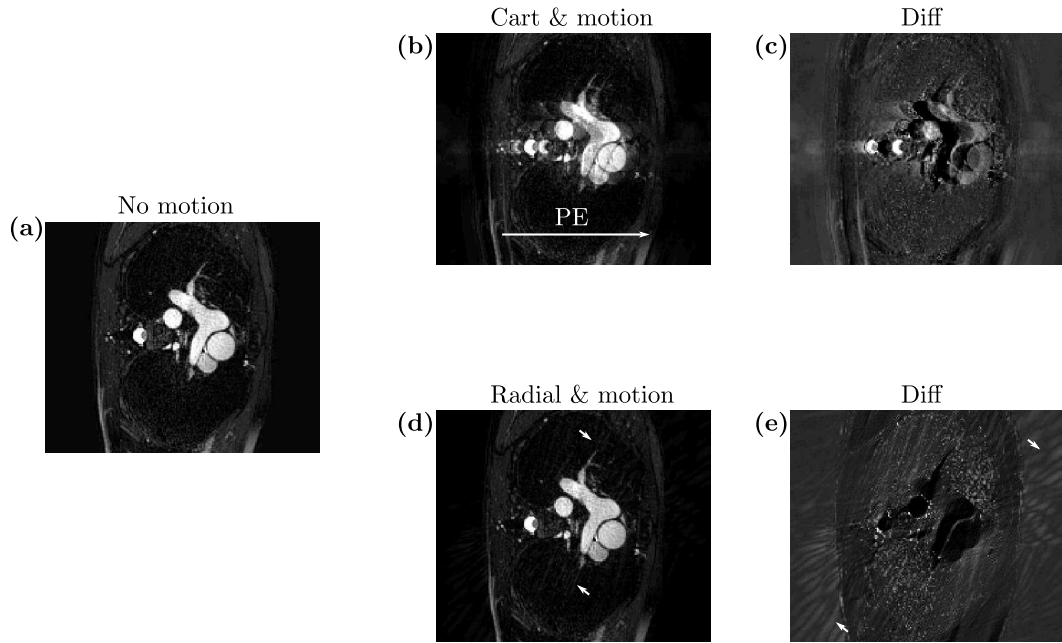 Cart & motion
Diff
(b)
(c)
PE
No motion
(a)
Radial & motion
Diff
(d)
(e)